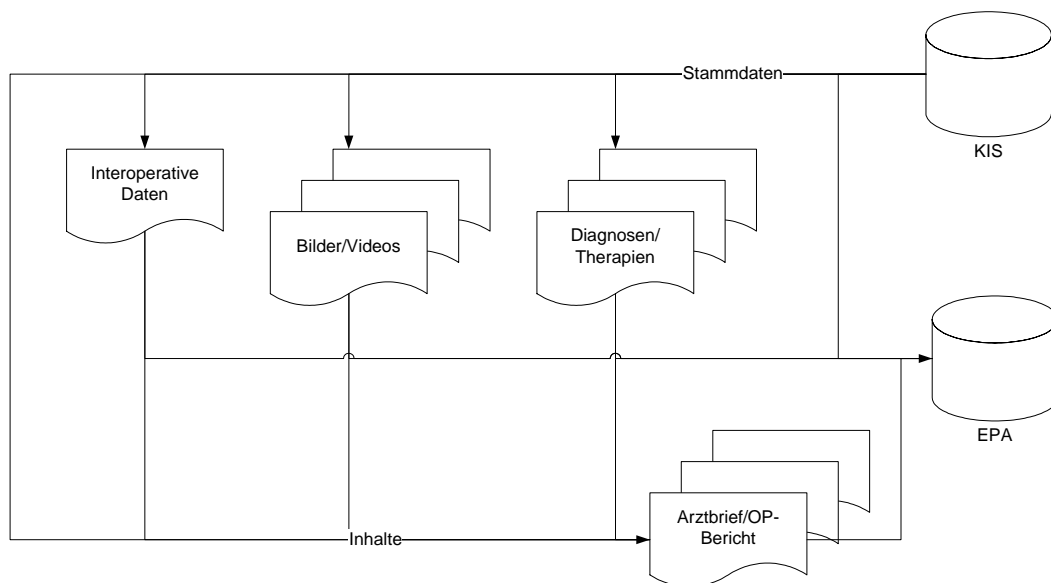 Stammdaten
KIS
Interoperative
Daten
Bilder/Videos
Diagnosen/
Therapien
EPA
Arztbrief/OP-
Bericht
Inhalte